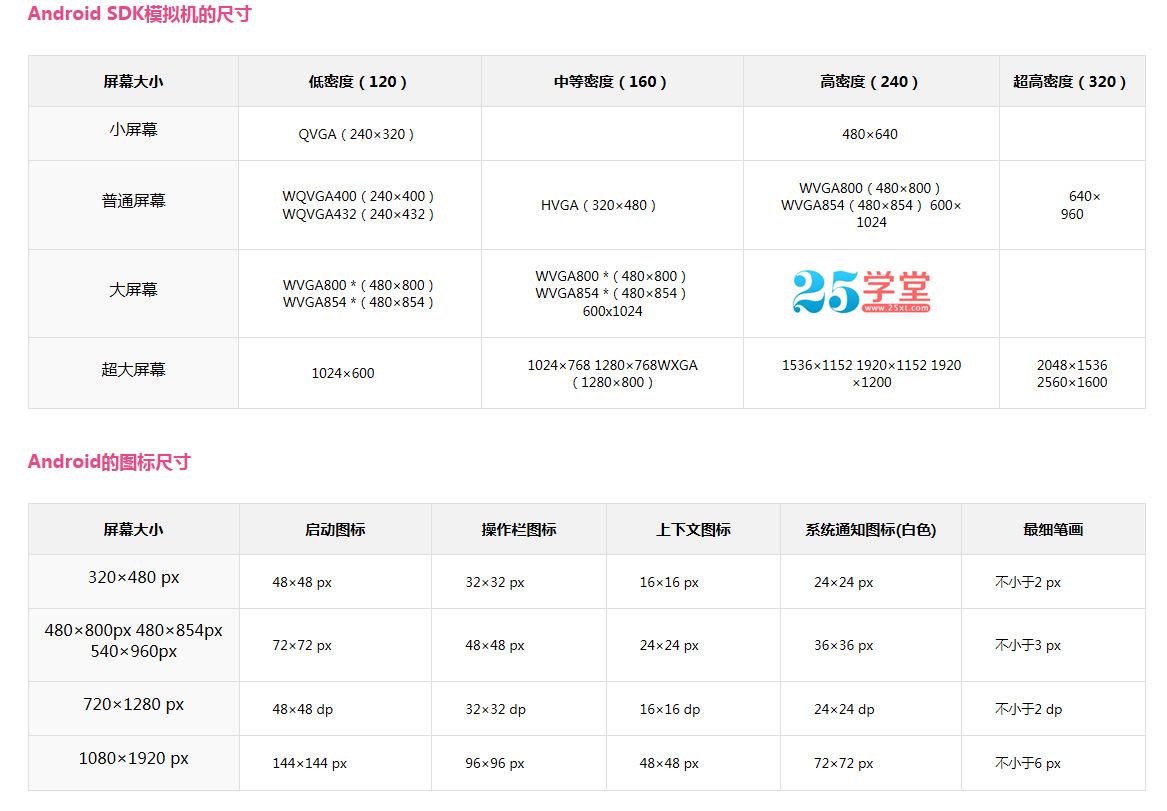 Android SDK模拟机的尺寸
屏幕大小 低密度（120） 中等密度（160） 高密度（240） 超高密度（320）
小屏幕 QVGA（240×320） 480×640
普通屏幕 WQVGA400（240×400） HVGA（320×480） WVGA800（480×800） 640×
WQVGA432（240×432） WVGA854（480×854） 600× 960
1024
大屏幕 WVGA800 *（480×800） WVGA800 *（480×800） 25学堂
WVGA854 *（480×854） WVGA854 *（480×854） www.25xt.com
600x1024
超大屏幕 1024×600 1024×768 1280×768WXGA 1536×1152 1920×1152 1920 2048×1536
（1280×800） ×1200 2560×1600
Android的图标尺寸
屏幕大小 启动图标 操作栏图标 上下文图标 系统通知图标(白色) 最细笔画
320×480 px 48×48 px 32×32 px 16×16 px 24×24 px 不小于2 px
480×800px 480×854px 72×72 px 48×48 px 24×24 px 36×36 px 不小于3 px
540×960px
720×1280 px 48×48 dp 32×32 dp 16×16 dp 24×24 dp 不小于2 dp
1080×1920 px 144×144 px 96×96 px 48×48 px 72×72 px 不小于6 px